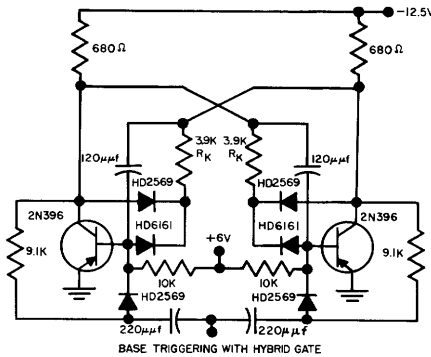 −12.5V
680Ω
680Ω
3.9K
RK
3.9K
RK
120μμf
120μμf
HD2569
HD2569
2N396
2N396
HD6161
HD6161
+6V
9.1K
9.1K
10K
10K
HD2569
HD2569
220μμf
220μμf
BASE TRIGGERING WITH HYBRID GATE